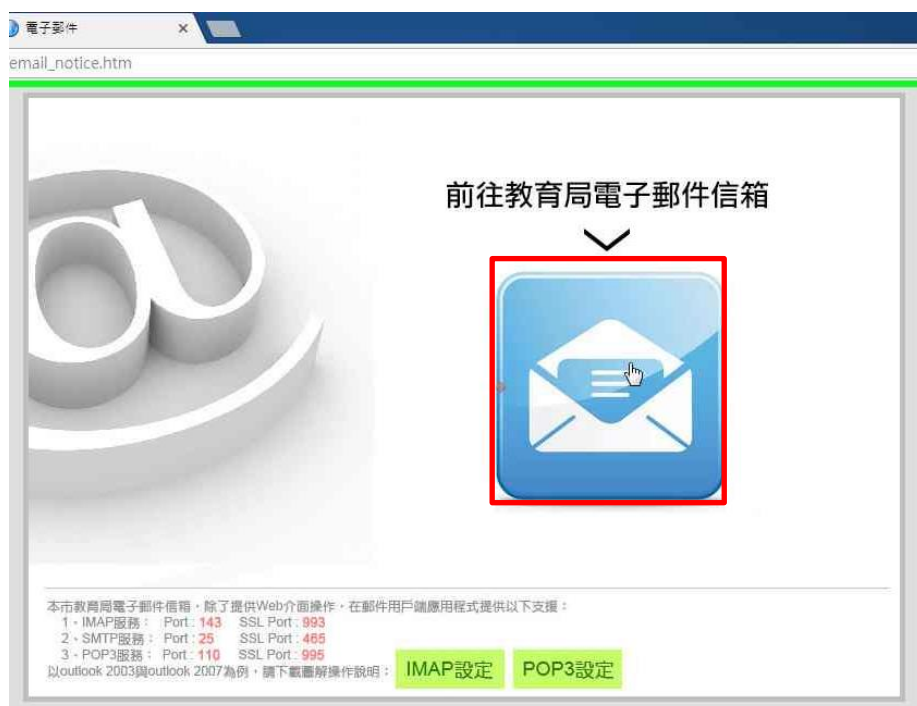 電子郵件
email_notice.htm
前往教育局電子郵件信箱
本市教育局電子郵件信箱,除了提供Web介面操作,在郵件用戶端應用程式提供以下支援:
1、IMAP服務: Port : 143 SSL Port : 993
2、SMTP服務: Port : 25 SSL Port : 465
3、POP3服務: Port : 110 SSL Port : 995
以outlook 2003與outlook 2007為例,請下載圖解操作說明: IMAP設定 POP3設定